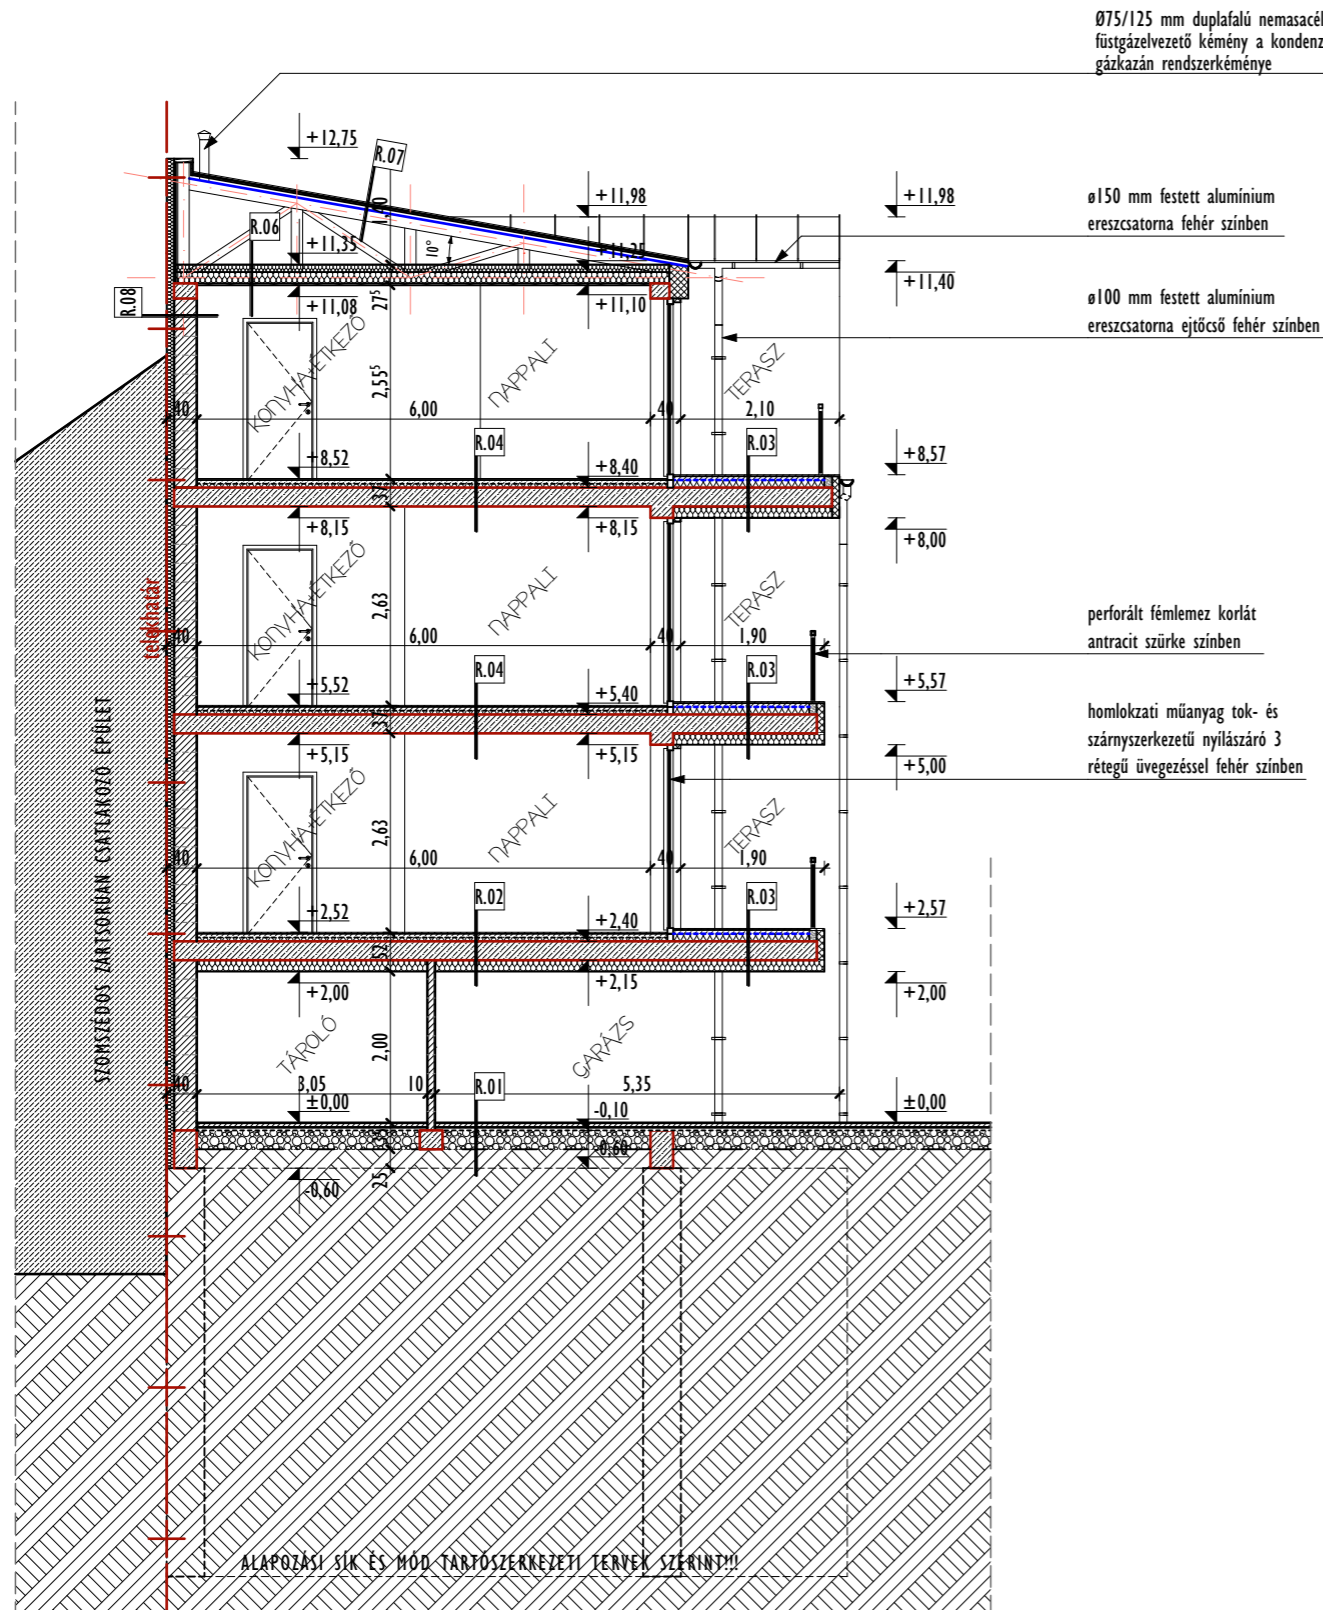 Ø75/125 mm duplafalú nemasacél
füstgázelvezető kémény a kondenz
gázkazán rendszerkéménye
+12,75
R.07
+11,98
+11,98
ø150 mm festett alumínium
ereszcsatorna fehér színben
R.06
+11,35
10°
+11,25
+11,40
R.08
+11,08
27⁵
+11,10
ø100 mm festett alumínium
ereszcsatorna ejtőcső fehér színben
KONYHA+ÉTKEZŐ
2,55⁵
NAPPALI
TERASZ
40
6,00
40
2,10
R.04
R.03
+8,52
+8,40
+8,57
37
+8,15
+8,15
+8,00
KONYHA+ÉTKEZŐ
2,63
NAPPALI
TERASZ
telekhatár
40
6,00
40
1,90
perforált fémlemez korlát
antracit szürke színben
R.04
R.03
+5,52
+5,40
+5,57
37
+5,15
+5,15
+5,00
homlokzati műanyag tok- és
szárnyszerkezetű nyílászáró 3
rétegű üvegezéssel fehér színben
SZOMSZÉDOS ZÁRTSORÚAN CSATLAKOZÓ ÉPÜLET
KONYHA+ÉTKEZŐ
2,63
NAPPALI
TERASZ
40
6,00
40
1,90
R.02
R.03
+2,52
+2,40
+2,57
52
+2,00
+2,15
+2,00
TÁROLÓ
2,00
GARÁZS
40
3,05
10
R.01
5,35
±0,00
-0,10
±0,00
35
-0,60
25
-0,60
ALAPOZÁSI SÍK ÉS MÓD TARTÓSZERKEZETI TERVEK SZERINT!!!